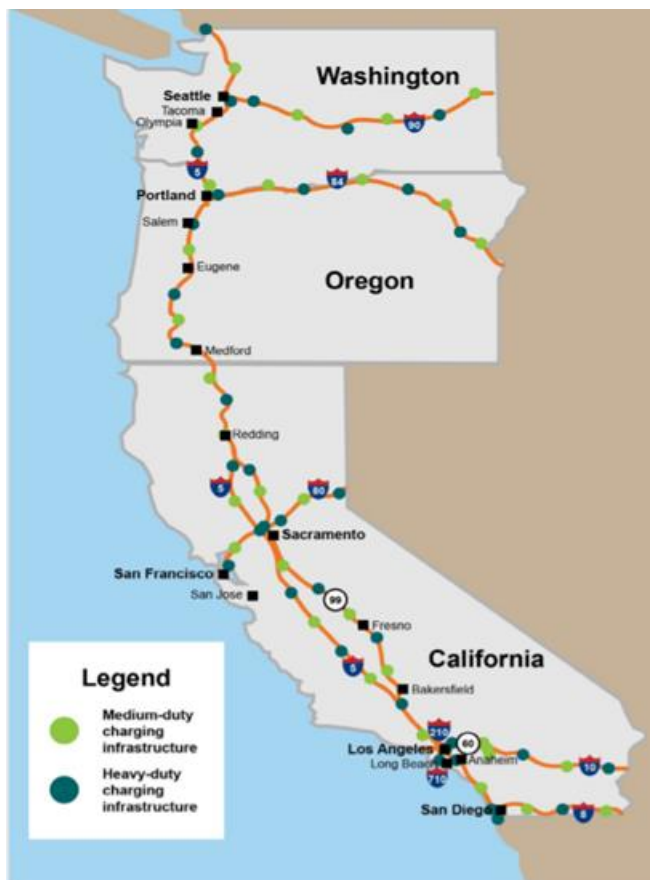 Washington
Seattle
Tacoma
Olympia
90
5
84
Portland
Salem
Eugene
Oregon
Medford
Redding
5
80
Sacramento
San Francisco
San Jose
99
Fresno
5
California
Bakersfield
210
60
Los Angeles
Long Beach
Anaheim
710
10
San Diego
8
Legend
Medium-duty
charging
infrastructure
Heavy-duty
charging
infrastructure